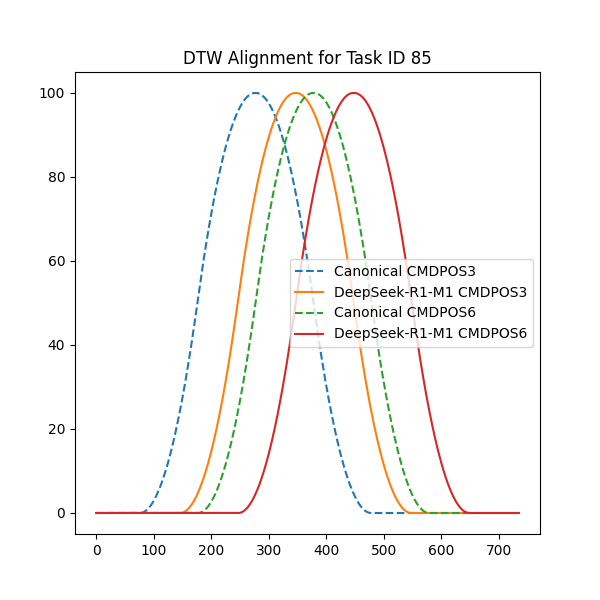 DTW Alignment for Task ID 85
100
80
60
40
20
0
Canonical CMDPOS3
DeepSeek-R1-M1 CMDPOS3
Canonical CMDPOS6
DeepSeek-R1-M1 CMDPOS6
0 100 200 300 400 500 600 700